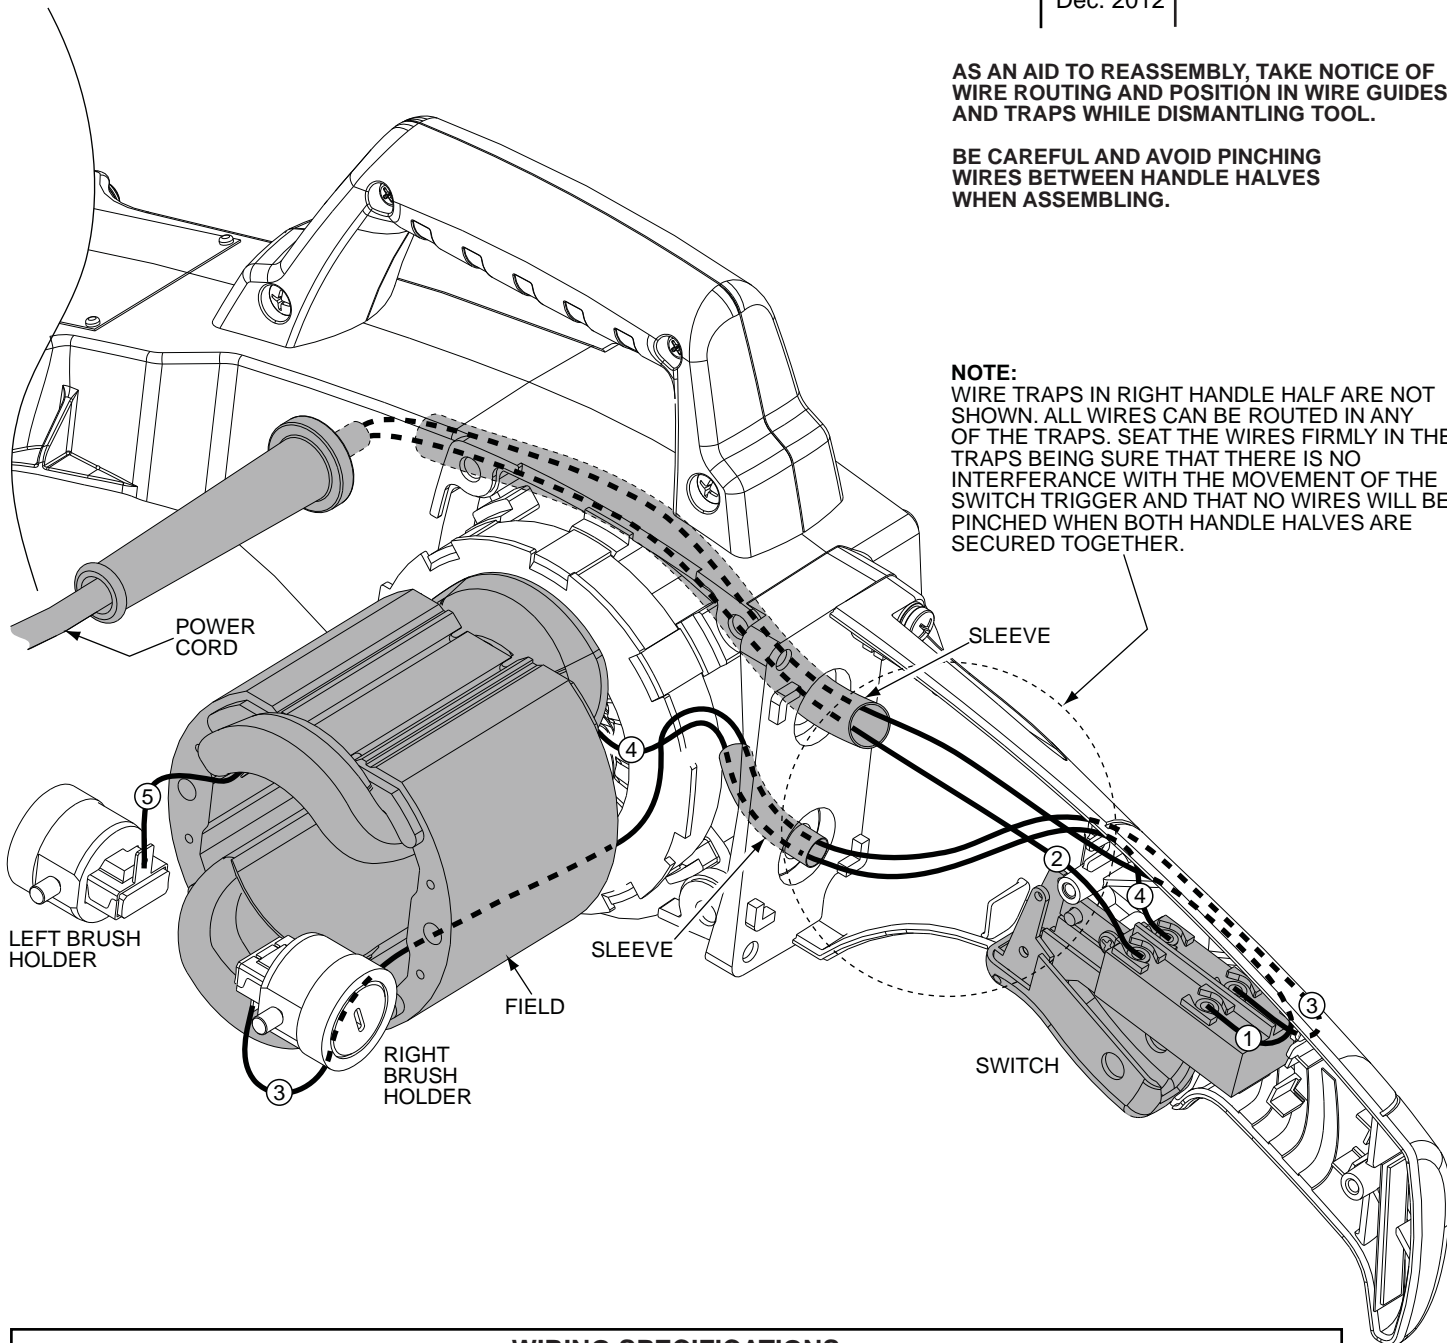 Dec. 2012
AS AN AID TO REASSEMBLY, TAKE NOTICE OF
WIRE ROUTING AND POSITION IN WIRE GUIDES
AND TRAPS WHILE DISMANTLING TOOL.
BE CAREFUL AND AVOID PINCHING
WIRES BETWEEN HANDLE HALVES
WHEN ASSEMBLING.
NOTE:
WIRE TRAPS IN RIGHT HANDLE HALF ARE NOT
SHOWN. ALL WIRES CAN BE ROUTED IN ANY
OF THE TRAPS. SEAT THE WIRES FIRMLY IN THE
TRAPS BEING SURE THAT THERE IS NO
INTERFERANCE WITH THE MOVEMENT OF THE
SWITCH TRIGGER AND THAT NO WIRES WILL BE
PINCHED WHEN BOTH HANDLE HALVES ARE
SECURED TOGETHER.
POWER
CORD
SLEEVE
4
5
2
4
LEFT BRUSH
HOLDER
SLEEVE
FIELD
3
1
SWITCH
RIGHT
BRUSH
HOLDER
3
WIRING SPECIFICATIONS